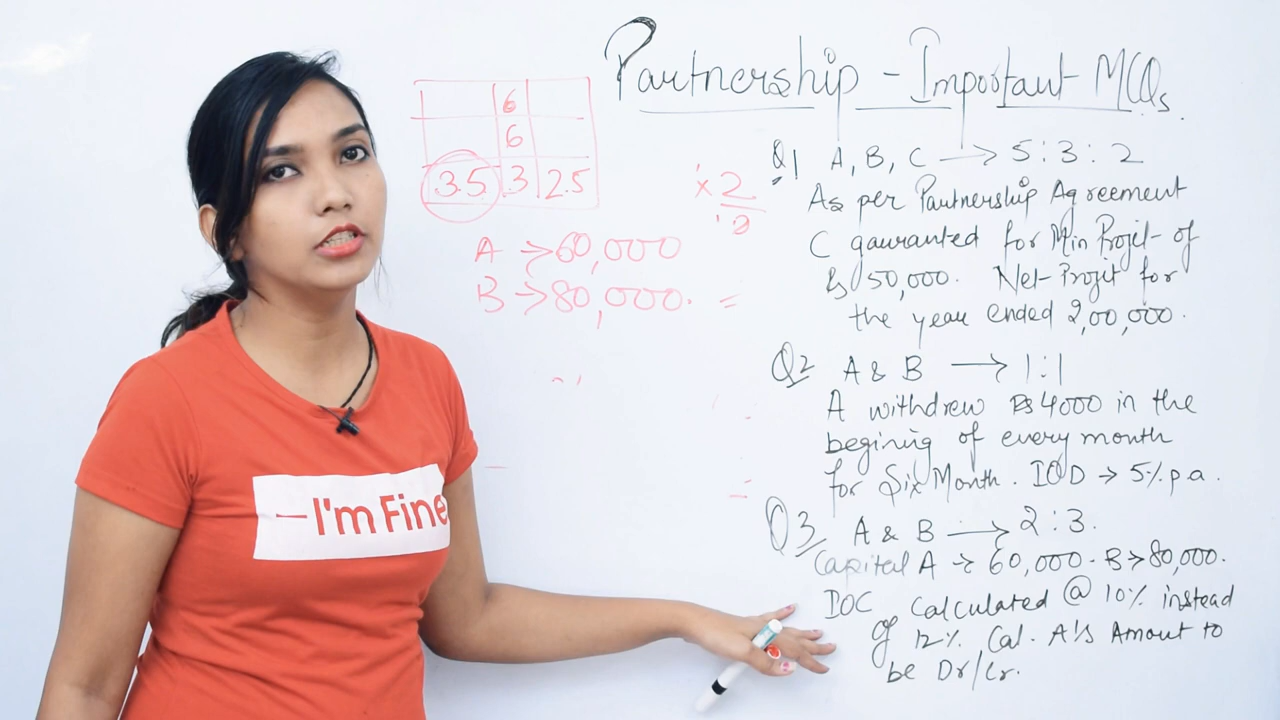 Partnership - Important MCQs
6
6
3.5 3 2.5
× 2
A → 60,000
B → 80,000. =
Q1 A, B, C → 5 : 3 : 2
As per Partnership Agreement
C gauranted for Min Profit of
Rs 50,000. Net Profit for
the year ended 2,00,000.
Q2 A & B → 1:1
A withdrew Rs 4000 in the
begining of every month
for Six Month. IOD → 5% p.a.
Q3 A & B → 2 : 3.
Capital A → 60,000. B → 80,000.
IOC Calculated @ 10% instead
of 12%. Cal. A's Amout to
be Dr/Cr.
I'm Fine